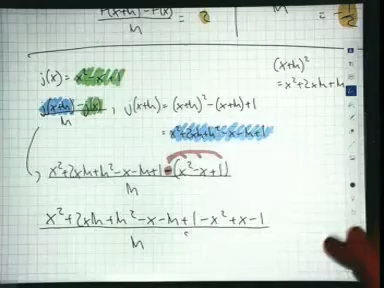 f(x+h)-f(x) / h = 2
= -1/2
j(x) = x²-x+1
(x+h)²
= x²+2xh+h
j(x+h)-j(x) / h ; j(x+h) = (x+h)²-(x+h)+1
= x²+2xh+h²-x-h+1
x²+2xh+h²-x-h+1-(x²-x+1) / h
x²+2xh+h²-x-h+1-x²+x-1 / h